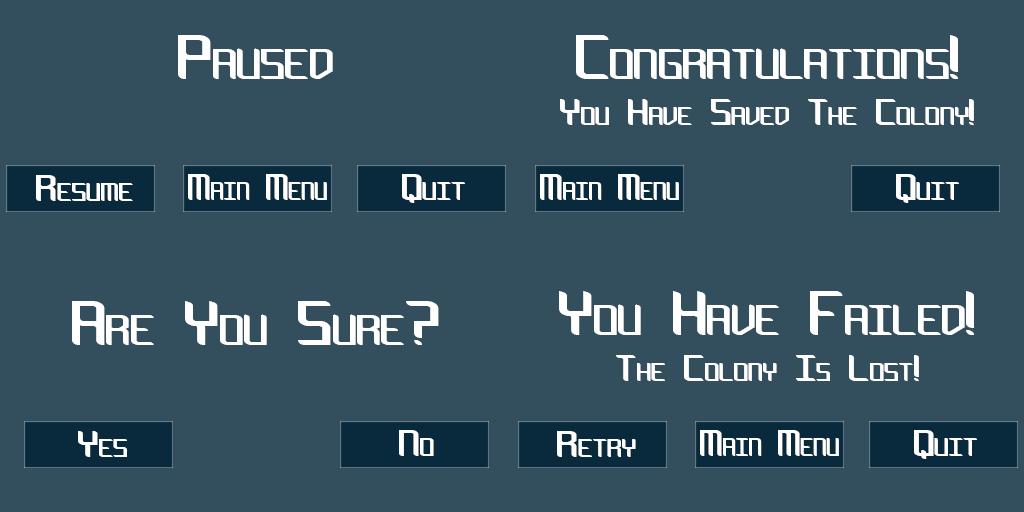 Paused
Resume
Main Menu
Quit
Congratulations!
You Have Saved The Colony!
Main Menu
Quit
Are You Sure?
Yes
No
You Have Failed!
The Colony Is Lost!
Retry
Main Menu
Quit